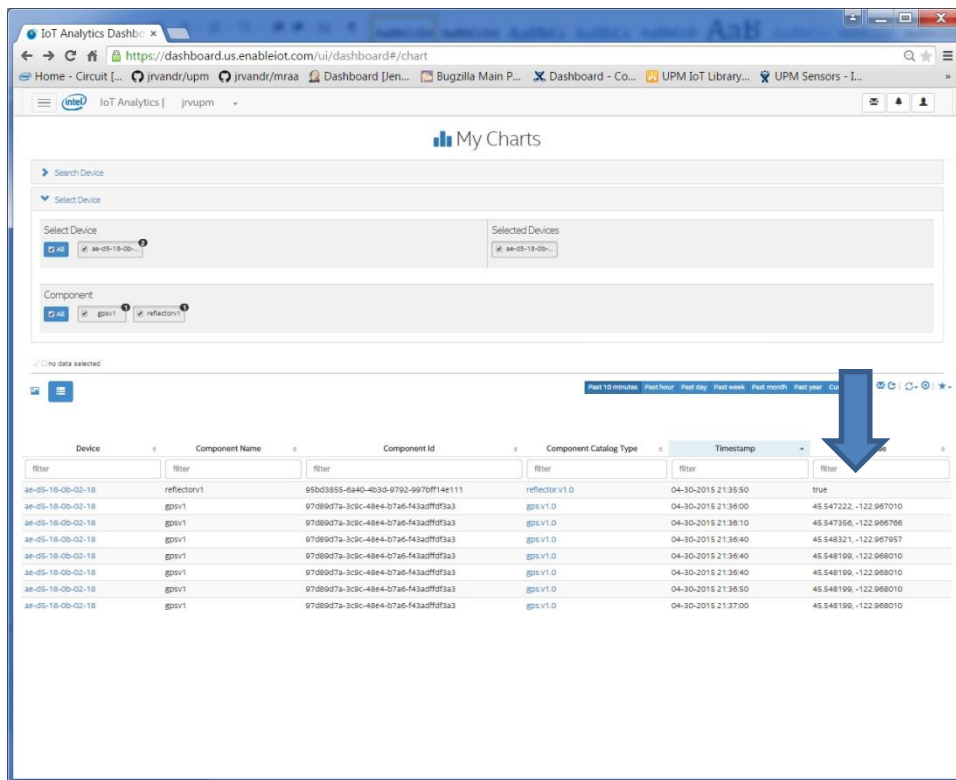 AaB
IoT Analytics Dashbo ×
https://dashboard.us.enableiot.com/ui/dashboard#/chart
Home - Circuit [... jrvandr/upm jrvandr/mraa Dashboard [Jen... Bugzilla Main P... Dashboard - Co... UPM IoT Library... UPM Sensors - I... »
intel IoT Analytics | jrvupm
My Charts
Search Device
Select Device
Select Device Selected Devices
All ae-d5-18-0b-... 2 ae-d5-18-0b-...
Component
All gpsv1 1 reflectorv1 1
no data selected
Past 10 minutes Past hour Past day Past week Past month Past year
Device Component Name Component Id Component Catalog Type Timestamp
filter filter filter filter filter filter
ae-d5-18-0b-02-18 reflectorv1 95bd3855-6a40-4b3d-9792-997bff14e111 reflector.v1.0 04-30-2015 21:35:50 true
ae-d5-18-0b-02-18 gpsv1 97d89d7a-3c9c-48e4-b7a6-f43adffdf3a3 gps.v1.0 04-30-2015 21:36:00 45.547222, -122.967010
ae-d5-18-0b-02-18 gpsv1 97d89d7a-3c9c-48e4-b7a6-f43adffdf3a3 gps.v1.0 04-30-2015 21:36:10 45.547356, -122.966766
ae-d5-18-0b-02-18 gpsv1 97d89d7a-3c9c-48e4-b7a6-f43adffdf3a3 gps.v1.0 04-30-2015 21:36:40 45.548321, -122.967957
ae-d5-18-0b-02-18 gpsv1 97d89d7a-3c9c-48e4-b7a6-f43adffdf3a3 gps.v1.0 04-30-2015 21:36:40 45.548199, -122.968010
ae-d5-18-0b-02-18 gpsv1 97d89d7a-3c9c-48e4-b7a6-f43adffdf3a3 gps.v1.0 04-30-2015 21:36:40 45.548199, -122.968010
ae-d5-18-0b-02-18 gpsv1 97d89d7a-3c9c-48e4-b7a6-f43adffdf3a3 gps.v1.0 04-30-2015 21:36:50 45.548199, -122.968010
ae-d5-18-0b-02-18 gpsv1 97d89d7a-3c9c-48e4-b7a6-f43adffdf3a3 gps.v1.0 04-30-2015 21:37:00 45.548199, -122.968010